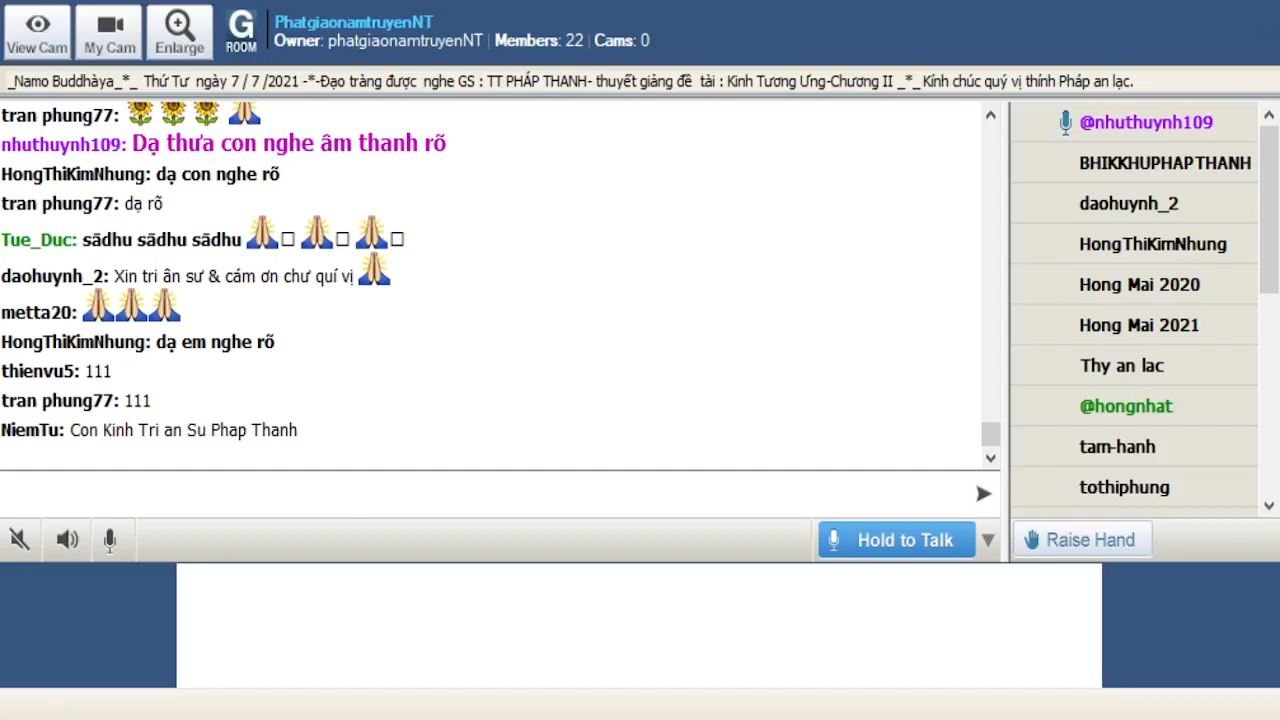 View Cam
My Cam
Enlarge
G
ROOM
PhatgiaonamtruyenNT
Owner: phatgiaonamtruyenNT | Members: 22 | Cams: 0
_Namo Buddhàya_*_ Thứ Tư ngày 7 / 7 /2021 -*-Đạo tràng được nghe GS : TT PHÁP THANH- thuyết giảng đề tài : Kinh Tương Ưng-Chương II _*_Kính chúc quý vị thính Pháp an lạc.
tran phung77:
nhuthuynh109: Dạ thưa con nghe âm thanh rõ
HongThiKimNhung: dạ con nghe rõ
tran phung77: dạ rõ
Tue_Duc: sādhu sādhu sādhu
daohuynh_2: Xin tri ân sư & cám ơn chư quí vị
metta20:
HongThiKimNhung: dạ em nghe rõ
thienvu5: 111
tran phung77: 111
NiemTu: Con Kinh Tri an Su Phap Thanh
@nhuthuynh109
BHIKKHUPHAPTHANH
daohuynh_2
HongThiKimNhung
Hong Mai 2020
Hong Mai 2021
Thy an lac
@hongnhat
tam-hanh
tothiphung
Hold to Talk
Raise Hand